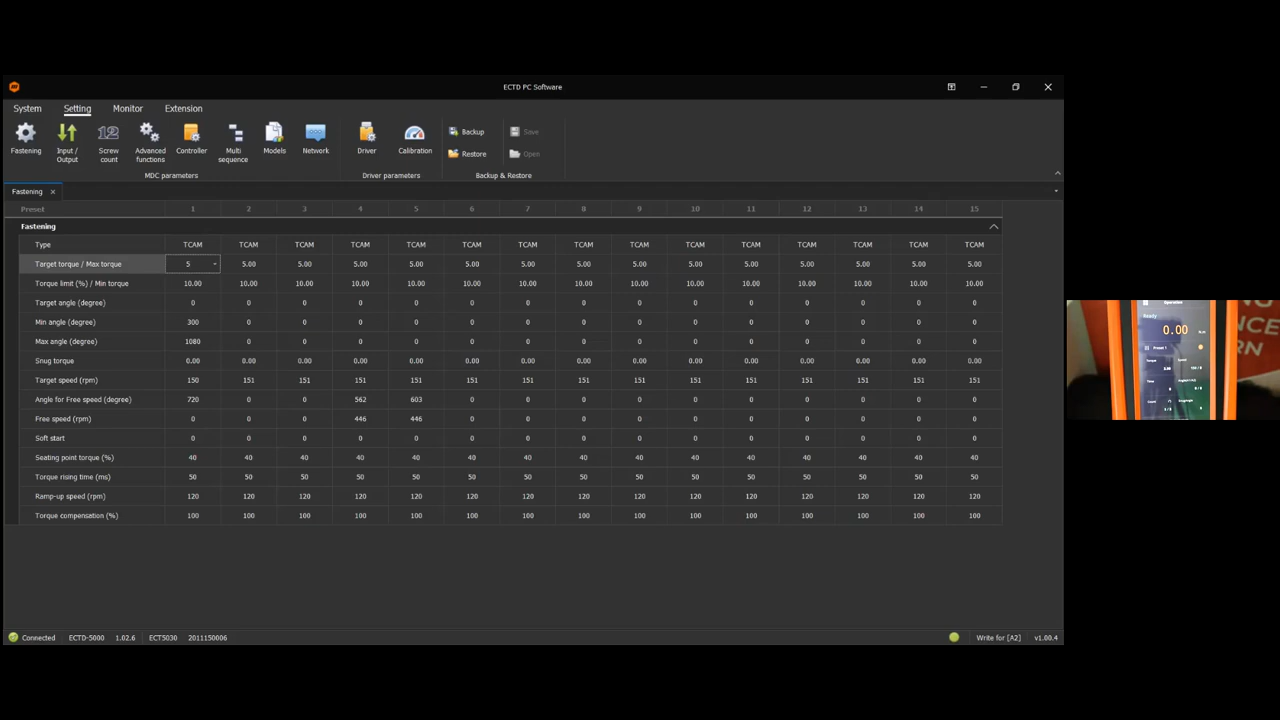 ECTD PC Software
System Setting Monitor Extension
Fastening Input / Output 12 Screw count Advanced functions Controller Multi sequence Models Network Driver Calibration Backup Restore Save Open
MDC parameters Driver parameters Backup & Restore
Fastening
Preset 1 2 3 4 5 6 7 8 9 10 11 12 13 14 15
Fastening
Type TCAM TCAM TCAM TCAM TCAM TCAM TCAM TCAM TCAM TCAM TCAM TCAM TCAM TCAM TCAM
Target torque / Max torque 5 5.00 5.00 5.00 5.00 5.00 5.00 5.00 5.00 5.00 5.00 5.00 5.00 5.00 5.00
Torque limit (%) / Min torque 10.00 10.00 10.00 10.00 10.00 10.00 10.00 10.00 10.00 10.00 10.00 10.00 10.00 10.00 10.00
Target angle (degree) 0 0 0 0 0 0 0 0 0 0 0 0 0 0 0
Min angle (degree) 300 0 0 0 0 0 0 0 0 0 0 0 0 0 0
Max angle (degree) 1080 0 0 0 0 0 0 0 0 0 0 0 0 0 0
Snug torque 0.00 0.00 0.00 0.00 0.00 0.00 0.00 0.00 0.00 0.00 0.00 0.00 0.00 0.00 0.00
Target speed (rpm) 150 151 151 151 151 151 151 151 151 151 151 151 151 151 151
Angle for Free speed (degree) 720 0 0 562 603 0 0 0 0 0 0 0 0 0 0
Free speed (rpm) 0 0 0 446 446 0 0 0 0 0 0 0 0 0 0
Soft start 0 0 0 0 0 0 0 0 0 0 0 0 0 0 0
Seating point torque (%) 40 40 40 40 40 40 40 40 40 40 40 40 40 40 40
Torque rising time (ms) 50 50 50 50 50 50 50 50 50 50 50 50 50 50 50
Ramp-up speed (rpm) 120 120 120 120 120 120 120 120 120 120 120 120 120 120 120
Torque compensation (%) 100 100 100 100 100 100 100 100 100 100 100 100 100 100 100
Connected ECTD-5000 1.02.6 ECT5030 2011150006 Write for [A2] v1.00.4
Operation
Ready
0.00
Preset 1
Torque Speed
Time
Count
NG
NCE
RN